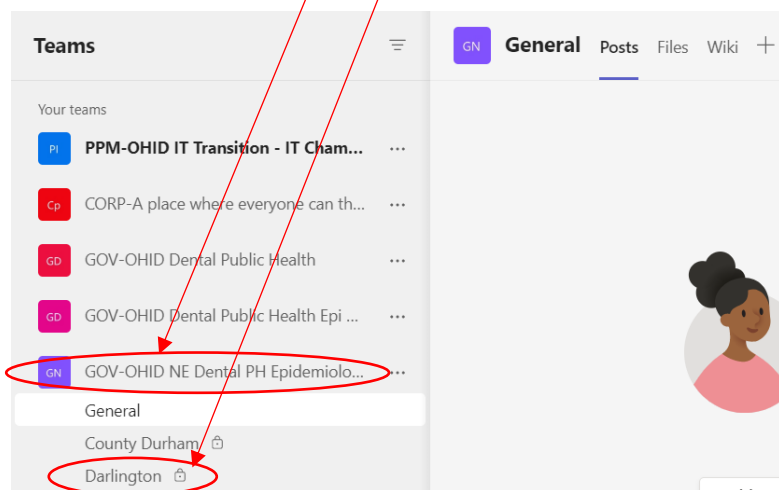 Teams
GN General Posts Files Wiki +
Your teams
PI PPM-OHID IT Transition - IT Cham... ...
Cp CORP-A place where everyone can th... ...
GD GOV-OHID Dental Public Health ...
GD GOV-OHID Dental Public Health Epi ... ...
GN GOV-OHID NE Dental PH Epidemiolo... ...
General
County Durham
Darlington